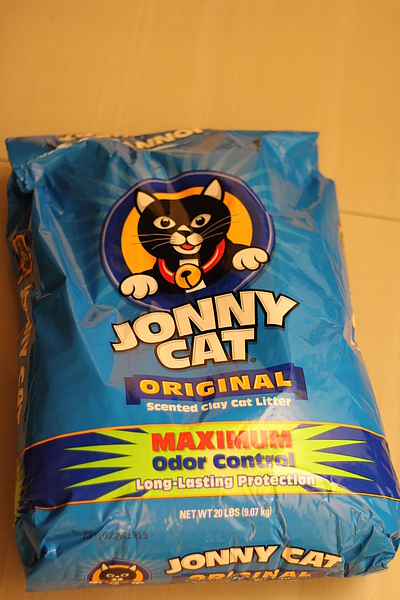 JONNY
CAT®
ORIGINAL
Scented Clay Cat Litter
MAXIMUM
Odor Control
Long-Lasting Protection
NET WT 20 LBS (9.07 kg)
JONNY CAT
ORIGINAL